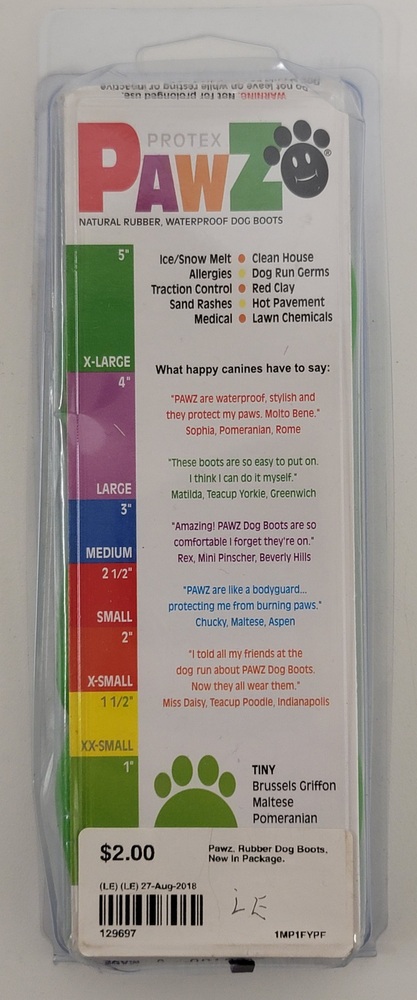 WARNING: Not for prolonged use.
Do not leave on while resting or inactive.
PROTEX
PAWZ®
NATURAL RUBBER, WATERPROOF DOG BOOTS
5"
Ice/Snow Melt • Clean House
Allergies • Dog Run Germs
Traction Control • Red Clay
Sand Rashes • Hot Pavement
Medical • Lawn Chemicals
X-LARGE
4"
What happy canines have to say:
"PAWZ are waterproof, stylish and
they protect my paws. Molto Bene."
Sophia, Pomeranian, Rome
"These boots are so easy to put on.
I think I can do it myself."
Matilda, Teacup Yorkie, Greenwich
LARGE
3"
"Amazing! PAWZ Dog Boots are so
comfortable I forget they're on."
Rex, Mini Pinscher, Beverly Hills
MEDIUM
2 1/2"
"PAWZ are like a bodyguard...
protecting me from burning paws."
Chucky, Maltese, Aspen
SMALL
2"
"I told all my friends at the
dog run about PAWZ Dog Boots.
Now they all wear them."
Miss Daisy, Teacup Poodle, Indianapolis
X-SMALL
1 1/2"
XX-SMALL
1"
TINY
Brussels Griffon
Maltese
Pomeranian
$2.00
Pawz, Rubber Dog Boots,
New In Package.
(LE) (LE) 27-Aug-2018
LE
129697
1MP1FYPF